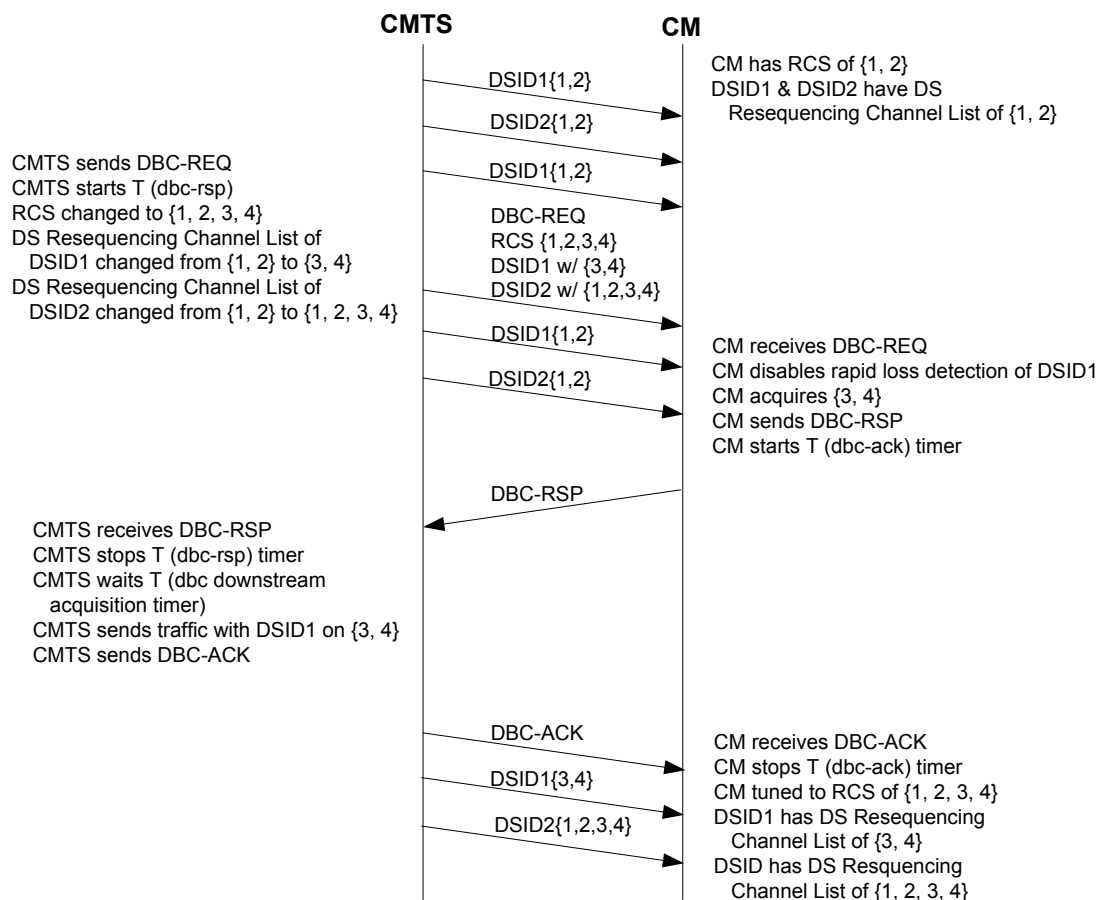 CMTS
CM
DSID1{1,2}
CM has RCS of {1, 2}
DSID1 & DSID2 have DS
Resequencing Channel List of {1, 2}
DSID2{1,2}
DSID1{1,2}
CMTS sends DBC-REQ
CMTS starts T (dbc-rsp)
RCS changed to {1, 2, 3, 4}
DS Resequencing Channel List of
DSID1 changed from {1, 2} to {3, 4}
DS Resequencing Channel List of
DSID2 changed from {1, 2} to {1, 2, 3, 4}
DBC-REQ
RCS {1,2,3,4}
DSID1 w/ {3,4}
DSID2 w/ {1,2,3,4}
DSID1{1,2}
DSID2{1,2}
CM receives DBC-REQ
CM disables rapid loss detection of DSID1
CM acquires {3, 4}
CM sends DBC-RSP
CM starts T (dbc-ack) timer
DBC-RSP
CMTS receives DBC-RSP
CMTS stops T (dbc-rsp) timer
CMTS waits T (dbc downstream
acquisition timer)
CMTS sends traffic with DSID1 on {3, 4}
CMTS sends DBC-ACK
DBC-ACK
DSID1{3,4}
DSID2{1,2,3,4}
CM receives DBC-ACK
CM stops T (dbc-ack) timer
CM tuned to RCS of {1, 2, 3, 4}
DSID1 has DS Resequencing
Channel List of {3, 4}
DSID has DS Resquencing
Channel List of {1, 2, 3, 4}